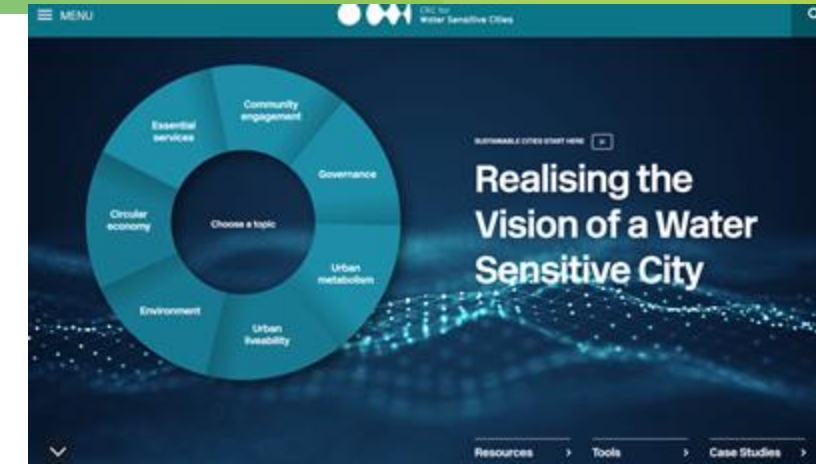 MENU
CRC for
Water Sensitive Cities
Community
engagement
Essential
services
Governance
Circular
economy
Choose a topic
Urban
metabolism
Environment
Urban
liveability
SUSTAINABLE CITIES START HERE
Realising the
Vision of a Water
Sensitive City
Resources
Tools
Case Studies